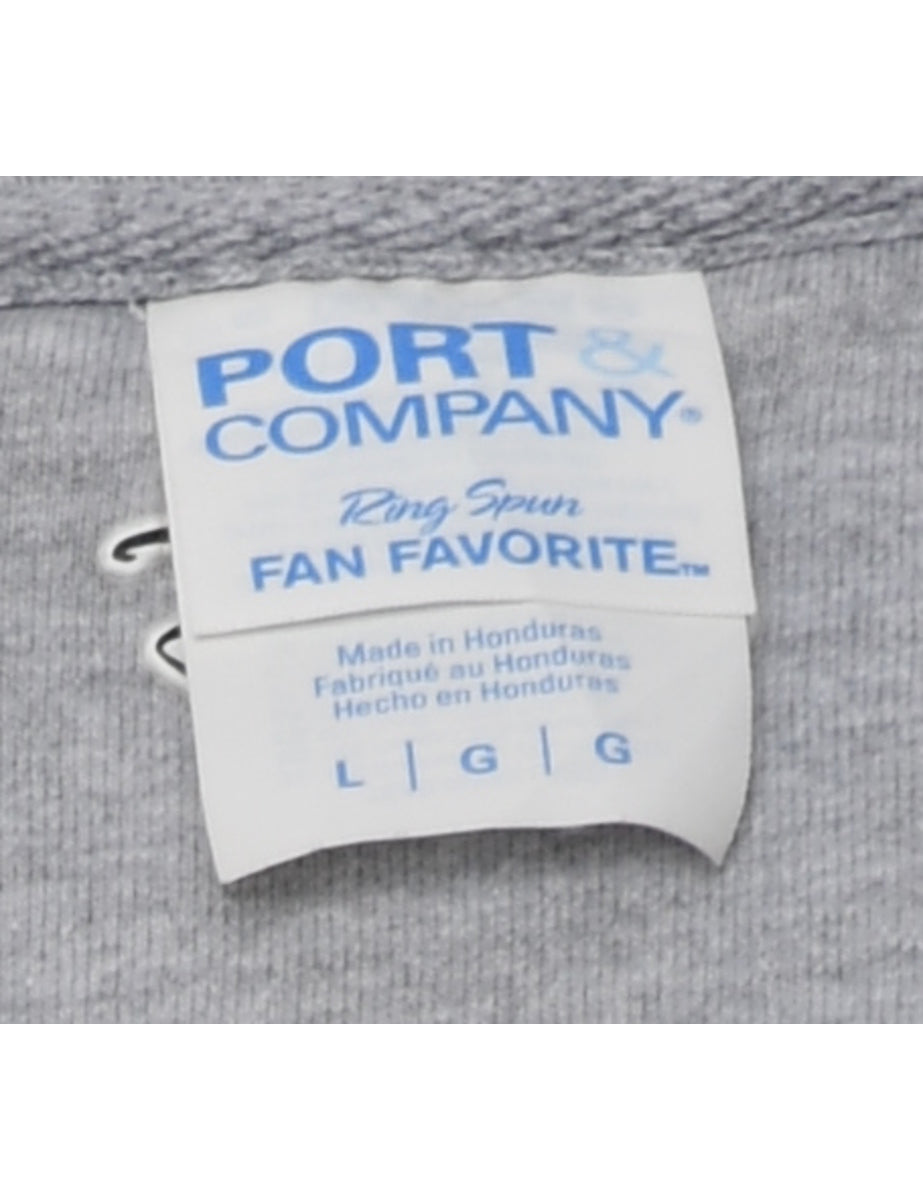 PORT &
COMPANY®
Ring Spun
FAN FAVORITE™
Made in Honduras
Fabriqué au Honduras
Hecho en Honduras
L | G | G